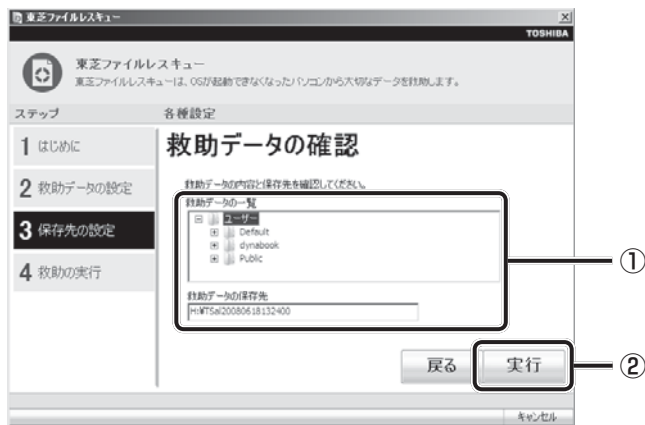 東芝ファイルレスキュー
TOSHIBA
東芝ファイルレスキュー
東芝ファイルレスキューは、OSが起動できなくなったパソコンから大切なデータを救助します。
ステップ
各種設定
1 はじめに
2 救助データの設定
3 保存先の設定
4 救助の実行
救助データの確認
救助データの内容と保存先を確認してください。
救助データの一覧
ユーザー
Default
dynabook
Public
救助データの保存先
H:¥TSal20080618132400
戻る
実行
キャンセル
①
②